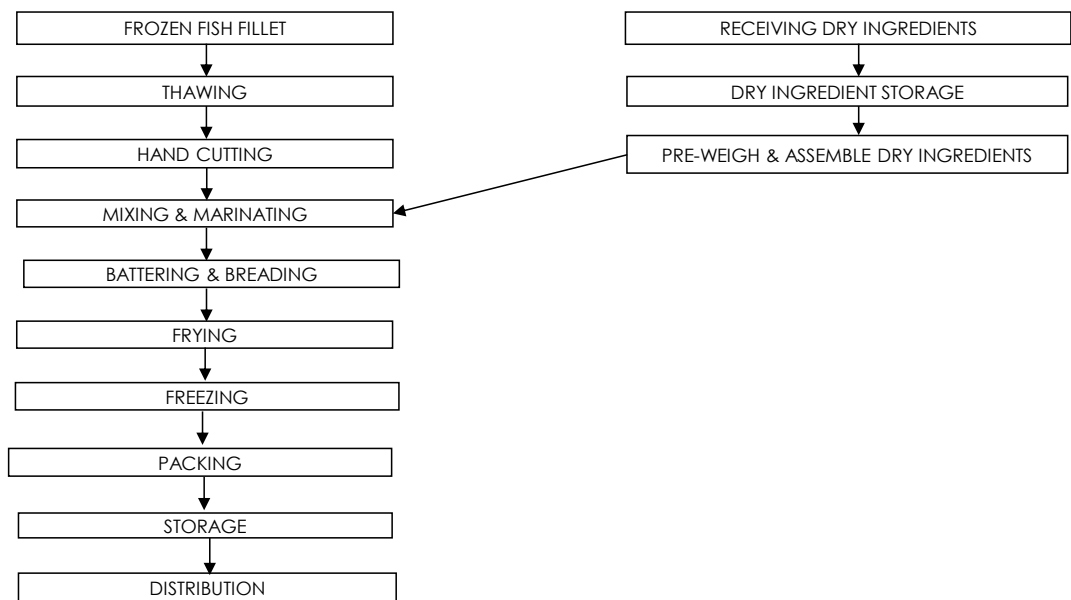 FROZEN FISH FILLET
THAWING
HAND CUTTING
MIXING & MARINATING
BATTERING & BREADING
FRYING
FREEZING
PACKING
STORAGE
DISTRIBUTION
RECEIVING DRY INGREDIENTS
DRY INGREDIENT STORAGE
PRE-WEIGH & ASSEMBLE DRY INGREDIENTS